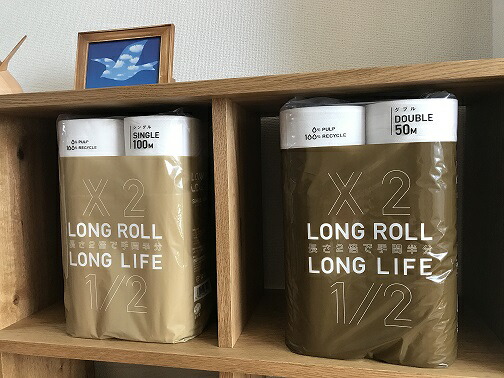 0% PULP
100% RECYCLE
シングル
SINGLE
100M
X 2
LONG ROLL
長さ2倍で手間半分
LONG LIFE
1/2
0% PULP
100% RECYCLE
ダブル
DOUBLE
50M
X 2
LONG ROLL
長さ2倍で手間半分
LONG LIFE
1/2